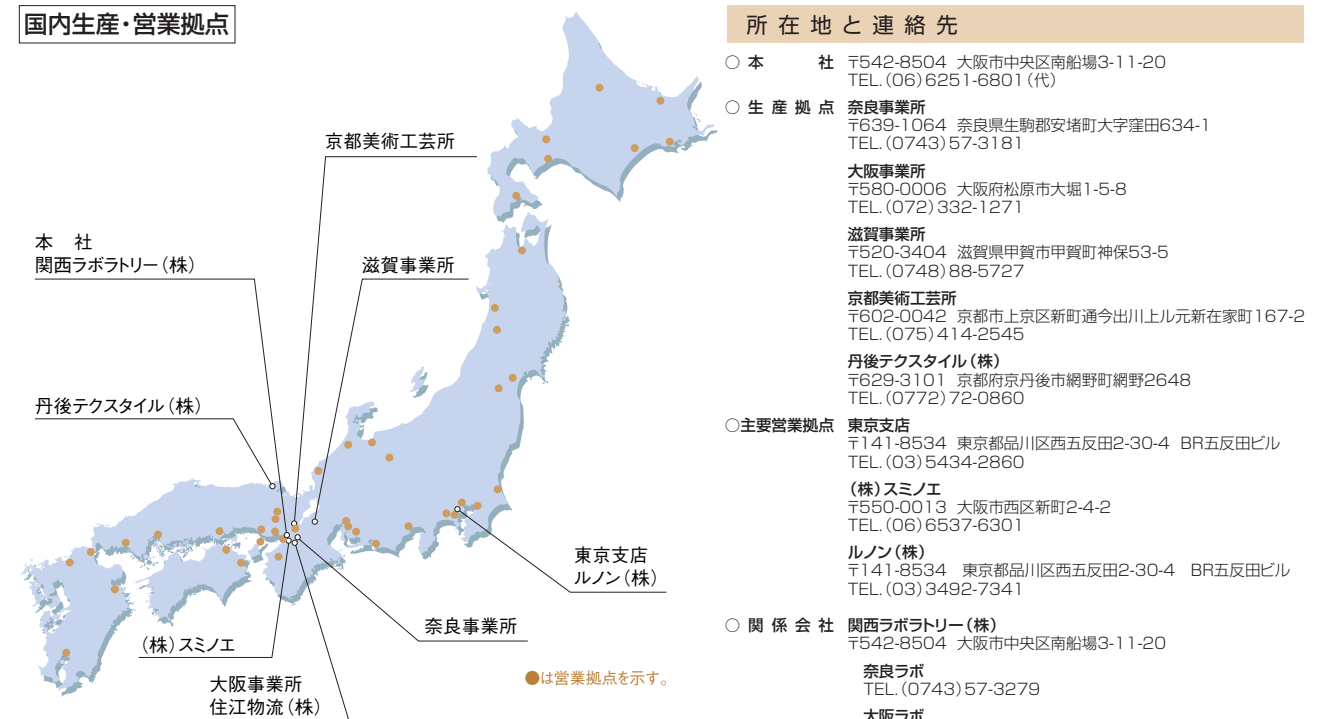 国内生産・営業拠点
京都美術工芸所
本 社
関西ラボラトリー(株)
滋賀事業所
丹後テクスタイル(株)
東京支店
ルノン(株)
奈良事業所
(株)スミノエ
大阪事業所
住江物流(株)
●は営業拠点を示す。
所在地と連絡先
○ 本 社 〒542-8504 大阪市中央区南船場3-11-20
TEL.(06)6251-6801(代)
○ 生産拠点 奈良事業所
〒639-1064 奈良県生駒郡安堵町大字窪田634-1
TEL.(0743)57-3181
大阪事業所
〒580-0006 大阪府松原市大堀1-5-8
TEL.(072)332-1271
滋賀事業所
〒520-3404 滋賀県甲賀市甲賀町神保53-5
TEL.(0748)88-5727
京都美術工芸所
〒602-0042 京都市上京区新町通今出川上ル元新在家町167-2
TEL.(075)414-2545
丹後テクスタイル(株)
〒629-3101 京都府京丹後市網野町網野2648
TEL.(0772)72-0860
○主要営業拠点 東京支店
〒141-8534 東京都品川区西五反田2-30-4 BR五反田ビル
TEL.(03)5434-2860
(株)スミノエ
〒550-0013 大阪市西区新町2-4-2
TEL.(06)6537-6301
ルノン(株)
〒141-8534 東京都品川区西五反田2-30-4 BR五反田ビル
TEL.(03)3492-7341
○ 関係会社 関西ラボラトリー(株)
〒542-8504 大阪市中央区南船場3-11-20
奈良ラボ
TEL.(0743)57-3279
大阪ラボ